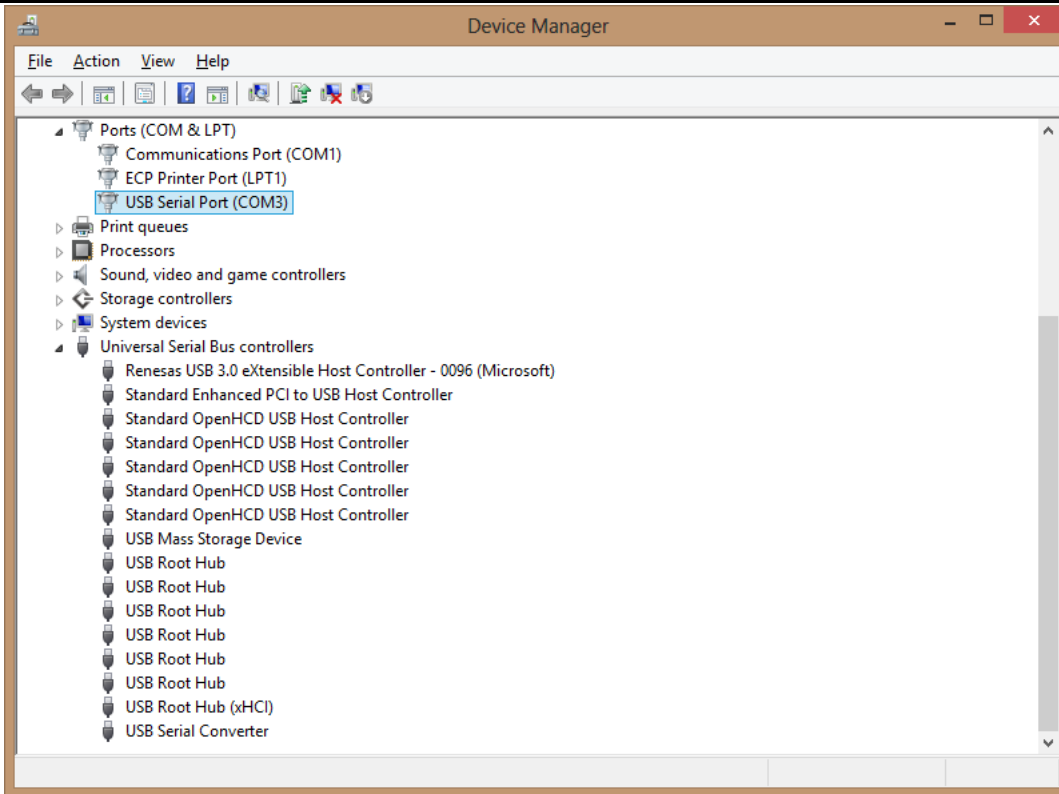 Device Manager
File Action View Help
Ports (COM & LPT)
Communications Port (COM1)
ECP Printer Port (LPT1)
USB Serial Port (COM3)
Print queues
Processors
Sound, video and game controllers
Storage controllers
System devices
Universal Serial Bus controllers
Renesas USB 3.0 eXtensible Host Controller - 0096 (Microsoft)
Standard Enhanced PCI to USB Host Controller
Standard OpenHCD USB Host Controller
Standard OpenHCD USB Host Controller
Standard OpenHCD USB Host Controller
Standard OpenHCD USB Host Controller
Standard OpenHCD USB Host Controller
USB Mass Storage Device
USB Root Hub
USB Root Hub
USB Root Hub
USB Root Hub
USB Root Hub
USB Root Hub
USB Root Hub (xHCI)
USB Serial Converter